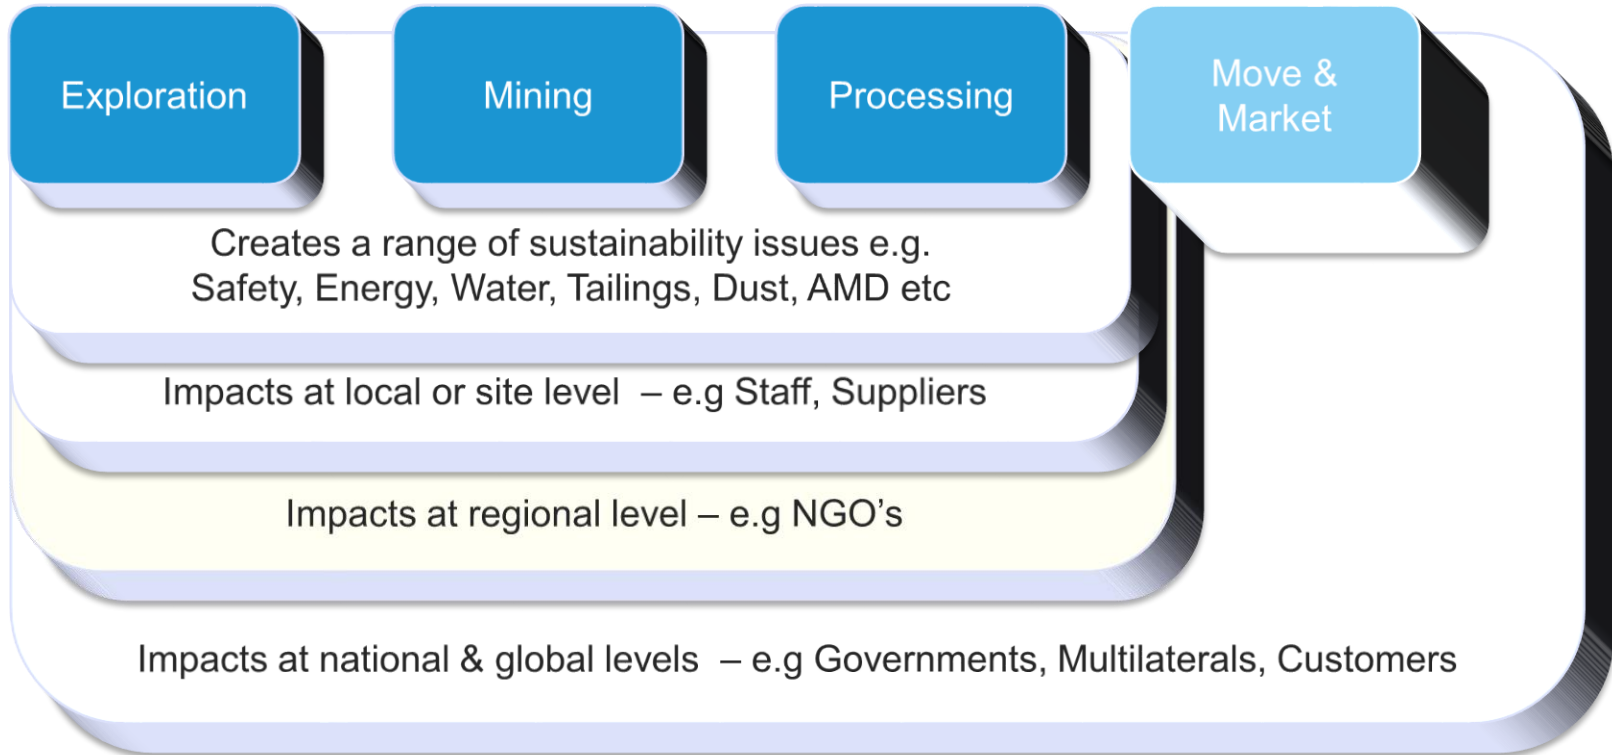 Exploration
Mining
Processing
Move &
Market
Creates a range of sustainability issues e.g.
Safety, Energy, Water, Tailings, Dust, AMD etc
Impacts at local or site level – e.g Staff, Suppliers
Impacts at regional level – e.g NGO’s
Impacts at national & global levels – e.g Governments, Multilaterals, Customers